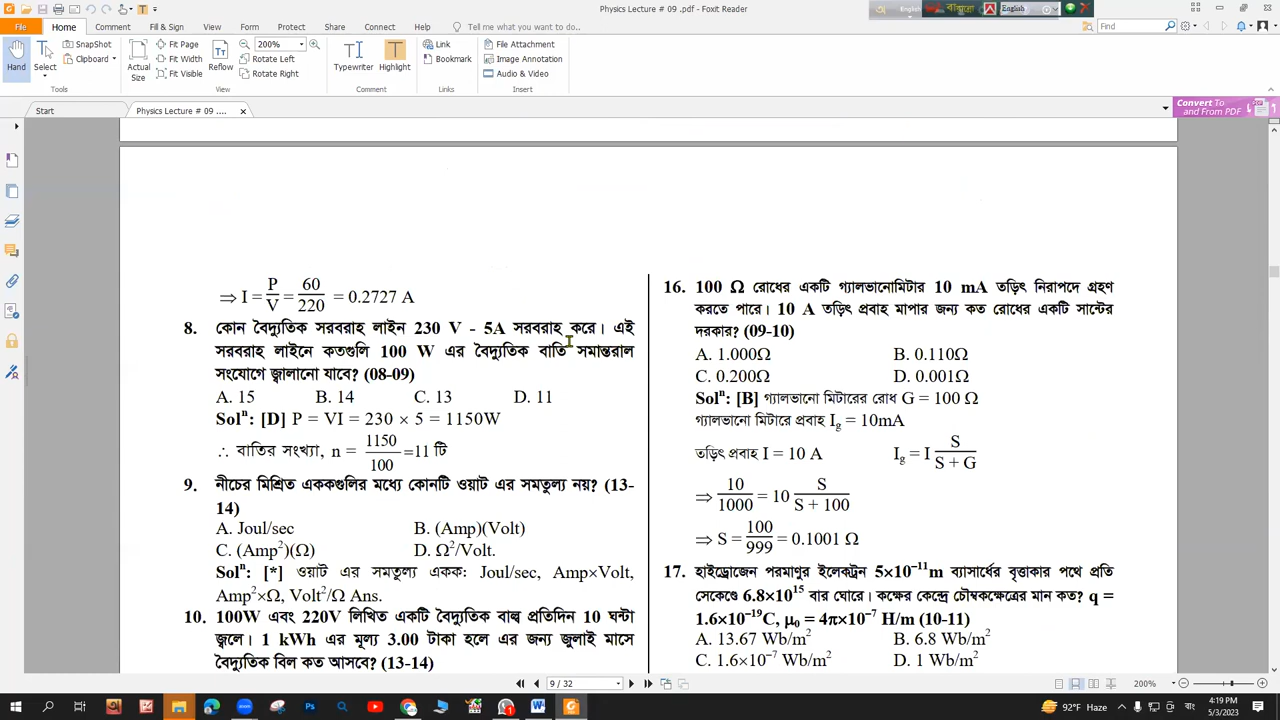 Physics Lecture # 09 .pdf - Foxit Reader
English
English
File
Home
Comment
Fill & Sign
View
Form
Protect
Share
Connect
Help
Tell me what you want to do...
Find
Hand
Select
SnapShot
Clipboard
Actual Size
Fit Page
Fit Width
Fit Visible
Reflow
200%
Rotate Left
Rotate Right
Typewriter
Highlight
Link
Bookmark
File Attachment
Image Annotation
Audio & Video
Tools
View
Comment
Links
Insert
Start
Physics Lecture # 09 ....
Convert To
and From PDF
⇒ I = P/V = 60/220 = 0.2727 A
8. কোন বৈদ্যুতিক সরবরাহ লাইন 230 V - 5A সরবরাহ করে। এই
সরবরাহ লাইনে কতগুলি 100 W এর বৈদ্যুতিক বাতি সমান্তরাল
সংযোগে জ্বালানো যাবে? (08-09)
A. 15 B. 14 C. 13 D. 11
Solⁿ: [D] P = VI = 230 × 5 = 1150W
∴ বাতির সংখ্যা, n = 1150/100 =11 টি
9. নীচের মিশ্রিত এককগুলির মধ্যে কোনটি ওয়াট এর সমতুল্য নয়? (13-
14)
A. Joul/sec B. (Amp)(Volt)
C. (Amp²)(Ω) D. Ω²/Volt.
Solⁿ: [*] ওয়াট এর সমতুল্য একক: Joul/sec, Amp×Volt,
Amp²×Ω, Volt²/Ω Ans.
10. 100W এবং 220V লিখিত একটি বৈদ্যুতিক বাল্ব প্রতিদিন 10 ঘন্টা
জ্বলে। 1 kWh এর মূল্য 3.00 টাকা হলে এর জন্য জুলাই মাসে
বৈদ্যুতিক বিল কত আসবে? (13-14)
16. 100 Ω রোধের একটি গ্যালভানোমিটার 10 mA তড়িৎ নিরাপদে গ্রহণ
করতে পারে। 10 A তড়িৎ প্রবাহ মাপার জন্য কত রোধের একটি সান্টের
দরকার? (09-10)
A. 1.000Ω B. 0.110Ω
C. 0.200Ω D. 0.001Ω
Solⁿ: [B] গ্যালভানো মিটারের রোধ G = 100 Ω
গ্যালভানো মিটারে প্রবাহ I_g = 10mA
তড়িৎ প্রবাহ I = 10 A I_g = I S/(S + G)
⇒ 10/1000 = 10 S/(S + 100)
⇒ S = 100/999 = 0.1001 Ω
17. হাইড্রোজেন পরমাণুর ইলেকট্রন 5×10⁻¹¹m ব্যাসার্ধের বৃত্তাকার পথে প্রতি
সেকেণ্ডে 6.8×10¹⁵ বার ঘোরে। কক্ষের কেন্দ্রে চৌম্বকক্ষেত্রের মান কত? q =
1.6×10⁻¹⁹C, μ₀ = 4π×10⁻⁷ H/m (10-11)
A. 13.67 Wb/m² B. 6.8 Wb/m²
C. 1.6×10⁻⁷ Wb/m² D. 1 Wb/m²
9 / 32
200%
92°F Haze
4:19 PM
5/3/2023